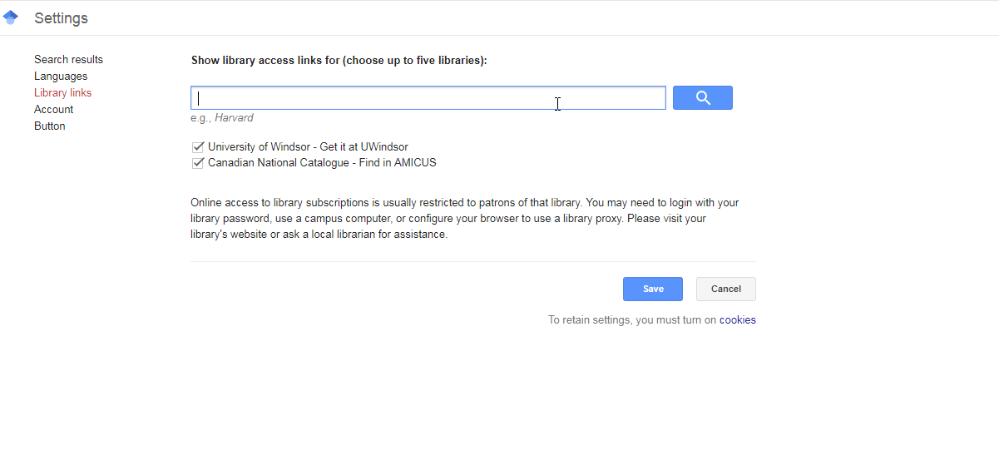 Settings
Search results
Languages
Library links
Account
Button
Show library access links for (choose up to five libraries):
e.g., Harvard
University of Windsor - Get it at UWindsor
Canadian National Catalogue - Find in AMICUS
Online access to library subscriptions is usually restricted to patrons of that library. You may need to login with your
library password, use a campus computer, or configure your browser to use a library proxy. Please visit your
library's website or ask a local librarian for assistance.
Save Cancel
To retain settings, you must turn on cookies